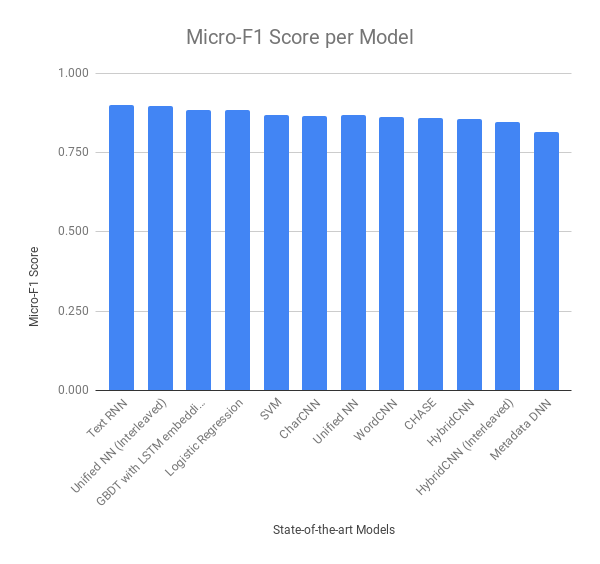 Micro-F1 Score per Model
Micro-F1 Score
1.000
0.750
0.500
0.250
0.000
Text RNN
Unified NN (Interleaved)
GBDT with LSTM embeddi...
Logistic Regression
SVM
CharCNN
Unified NN
WordCNN
CHASE
HybridCNN
HybridCNN (Interleaved)
Metadata DNN
State-of-the-art Models